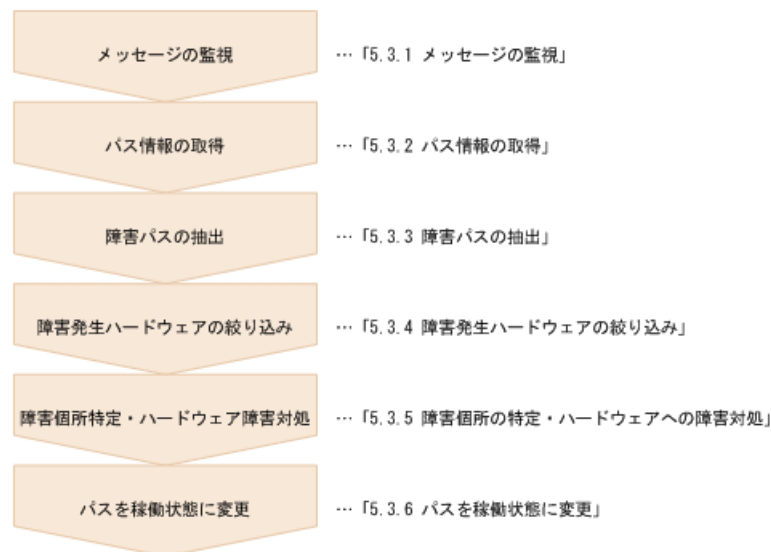 メッセージの監視 … 「5.3.1 メッセージの監視」
パス情報の取得 … 「5.3.2 パス情報の取得」
障害パスの抽出 … 「5.3.3 障害パスの抽出」
障害発生ハードウェアの絞り込み … 「5.3.4 障害発生ハードウェアの絞り込み」
障害個所特定・ハードウェア障害対処 … 「5.3.5 障害個所の特定・ハードウェアへの障害対処」
パスを稼働状態に変更 … 「5.3.6 パスを稼働状態に変更」